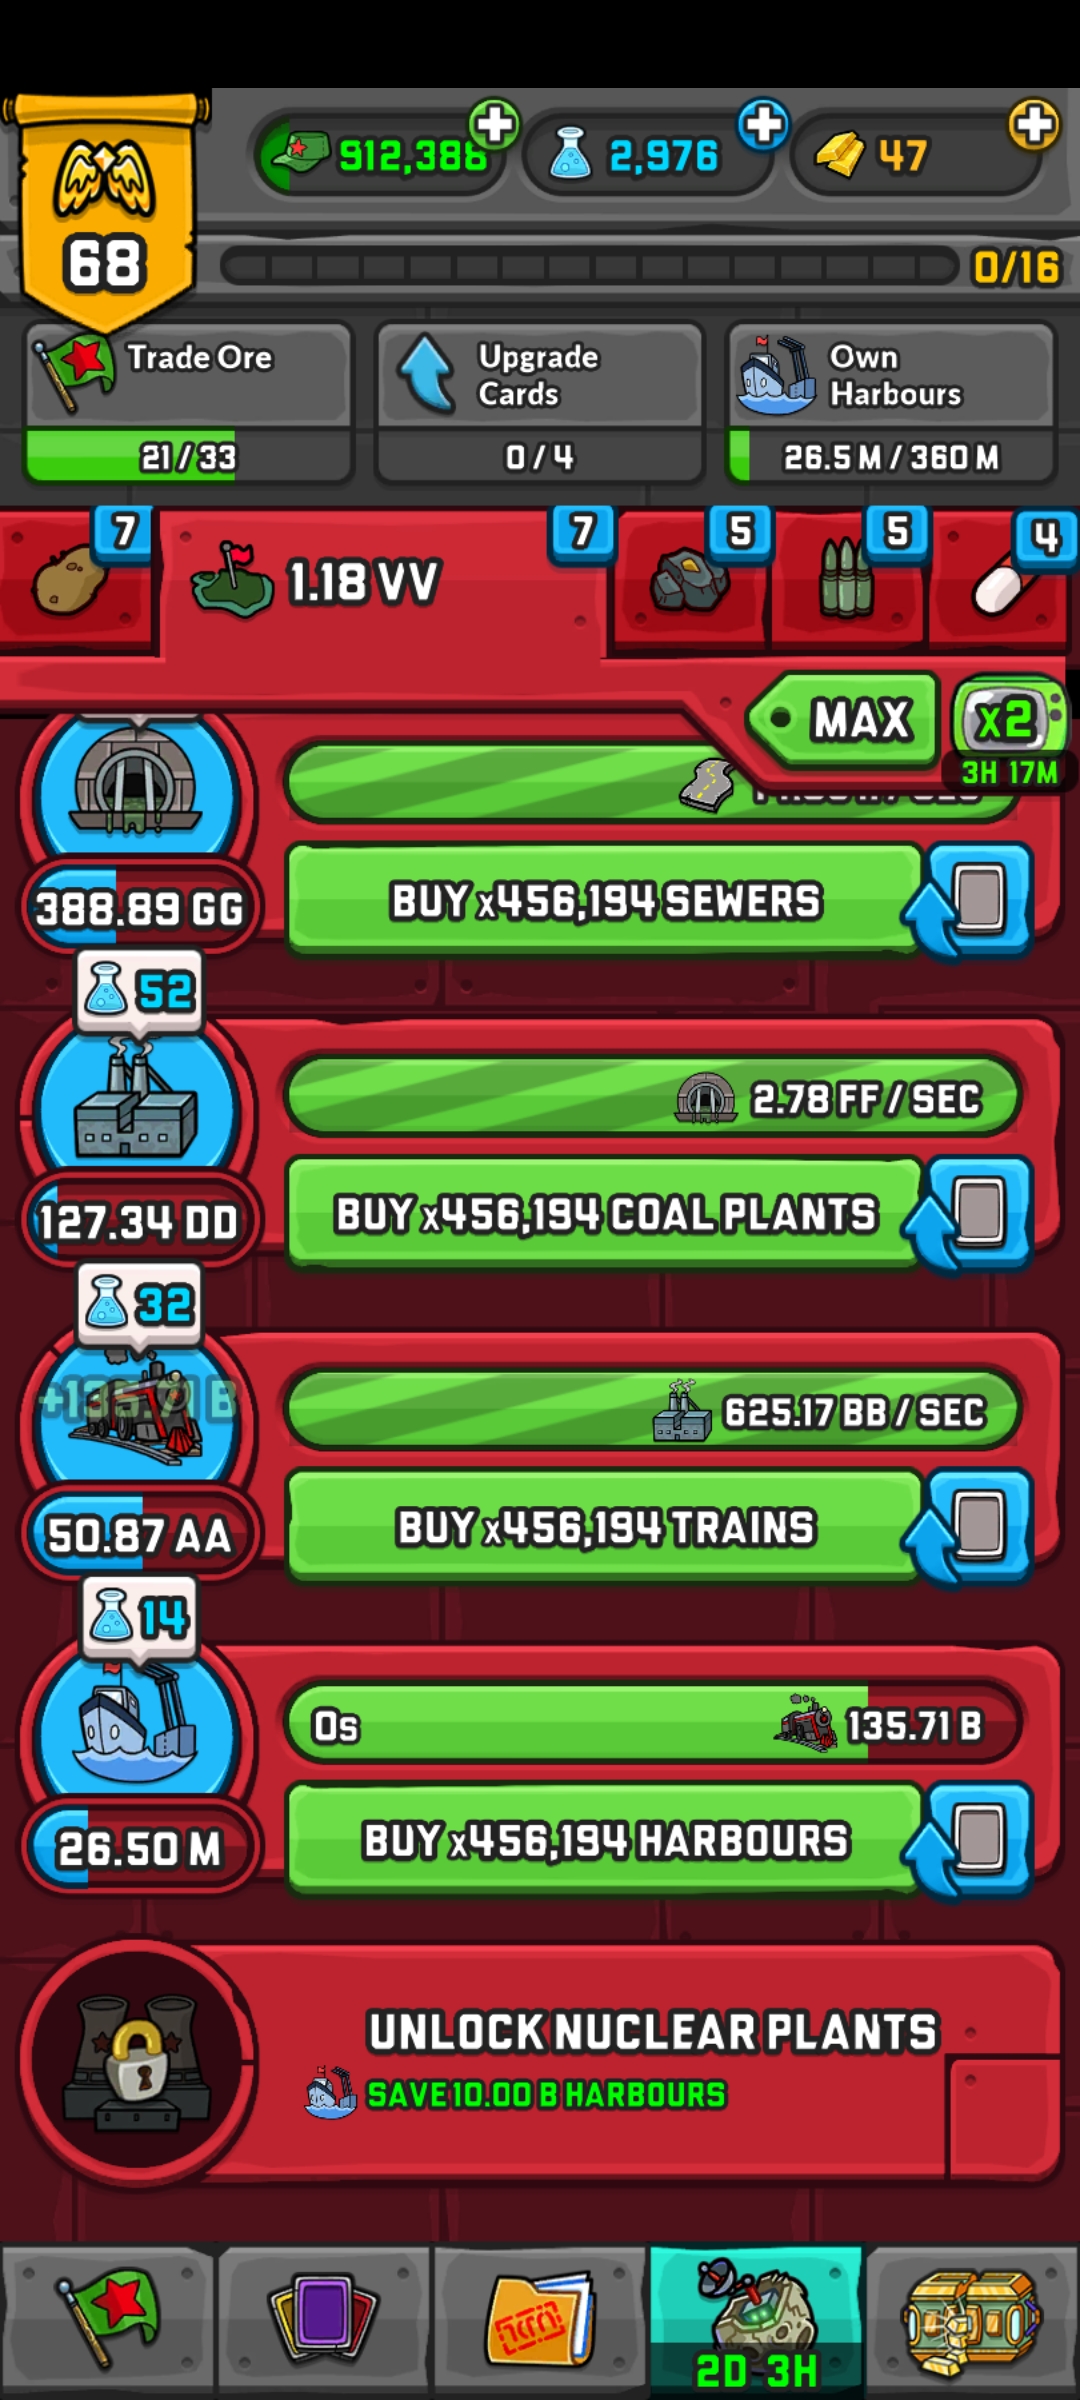 912,388
2,976
47
68
0/16
Trade Ore
21/33
Upgrade
Cards
0/4
Own
Harbours
26.5 M / 360 M
7
1.18 VV
7
5
5
4
MAX
x2
3H 17M
388.89 GG
BUY x456,194 SEWERS
52
2.78 FF / SEC
127.34 DD
BUY x456,194 COAL PLANTS
32
625.17 BB / SEC
50.87 AA
BUY x456,194 TRAINS
14
0s
135.71 B
26.50 M
BUY x456,194 HARBOURS
UNLOCK NUCLEAR PLANTS
SAVE 10.00 B HARBOURS
2D 3H